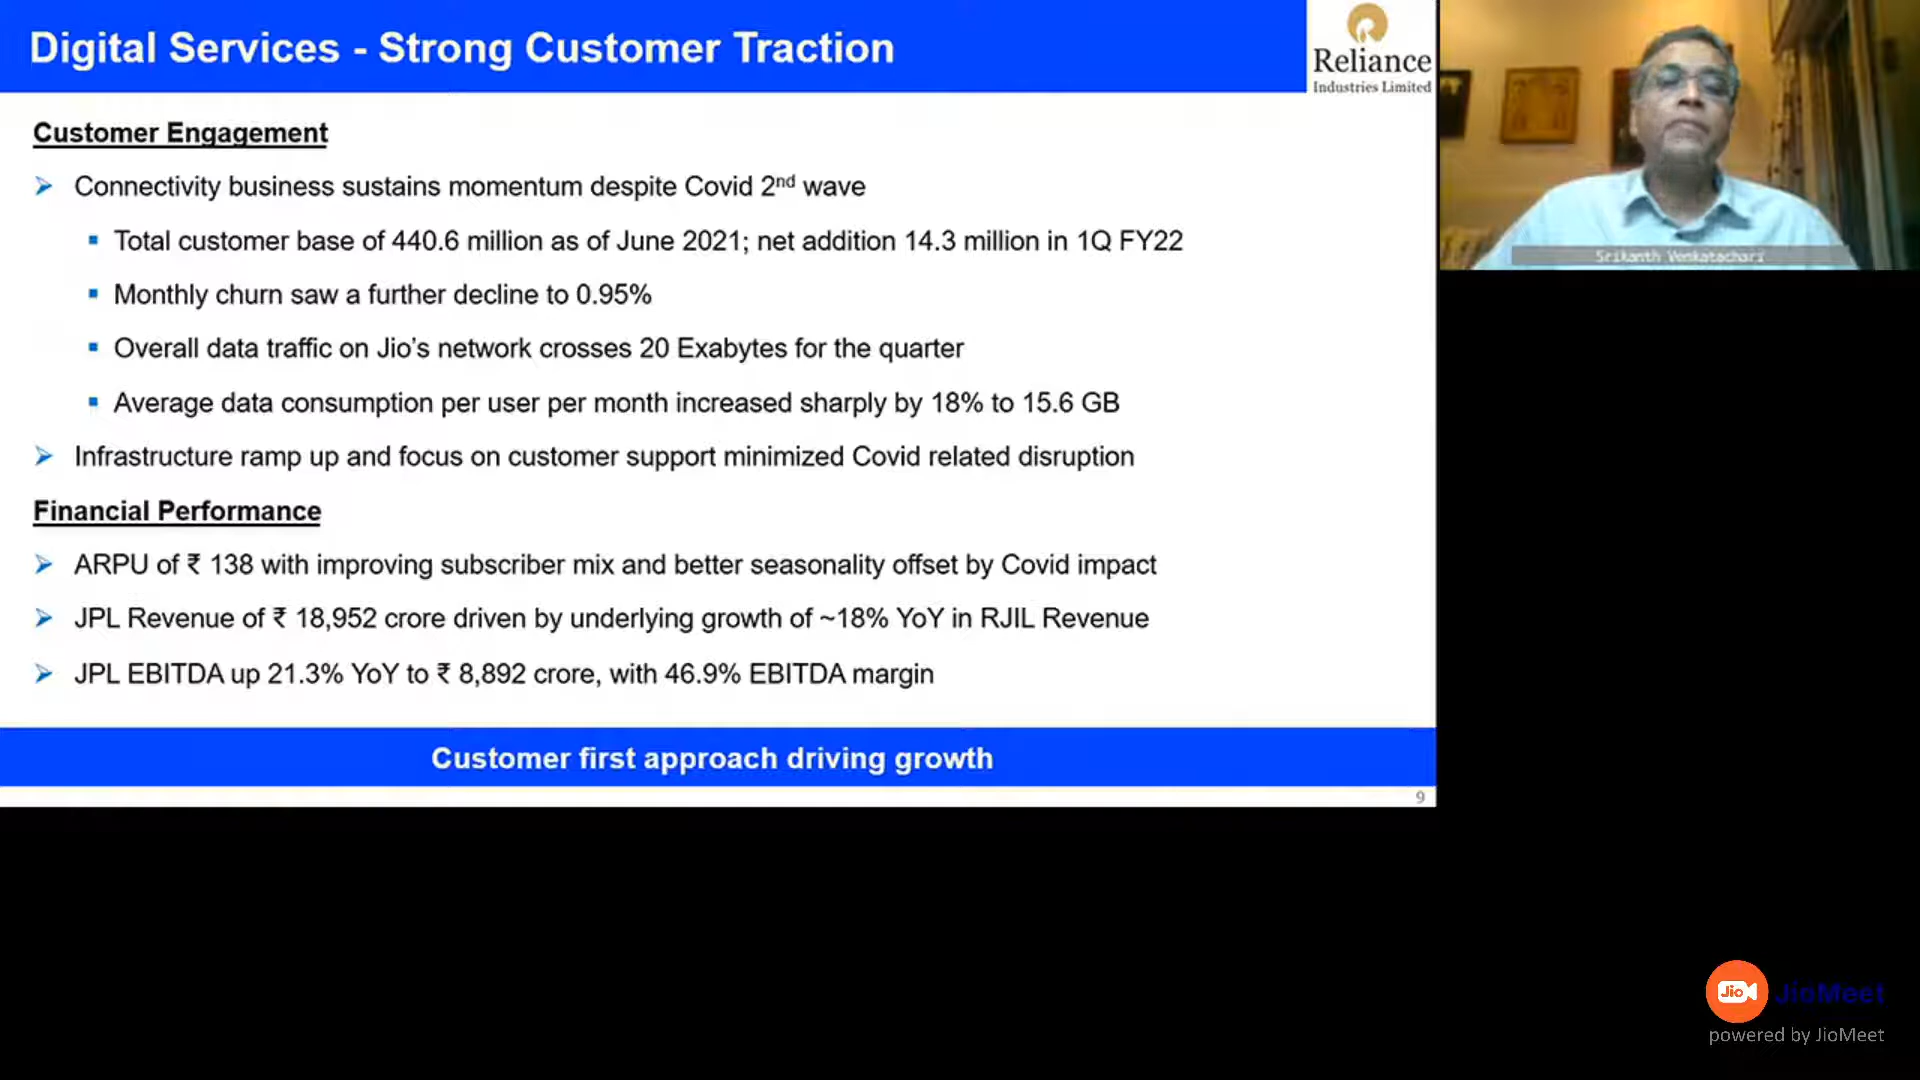 Digital Services - Strong Customer Traction
Reliance
Industries Limited
Srikanth Venkatachari
Customer Engagement
➢ Connectivity business sustains momentum despite Covid 2nd wave
▪ Total customer base of 440.6 million as of June 2021; net addition 14.3 million in 1Q FY22
▪ Monthly churn saw a further decline to 0.95%
▪ Overall data traffic on Jio’s network crosses 20 Exabytes for the quarter
▪ Average data consumption per user per month increased sharply by 18% to 15.6 GB
➢ Infrastructure ramp up and focus on customer support minimized Covid related disruption
Financial Performance
➢ ARPU of ₹ 138 with improving subscriber mix and better seasonality offset by Covid impact
➢ JPL Revenue of ₹ 18,952 crore driven by underlying growth of ~18% YoY in RJIL Revenue
➢ JPL EBITDA up 21.3% YoY to ₹ 8,892 crore, with 46.9% EBITDA margin
Customer first approach driving growth
9
Jio JioMeet
powered by JioMeet